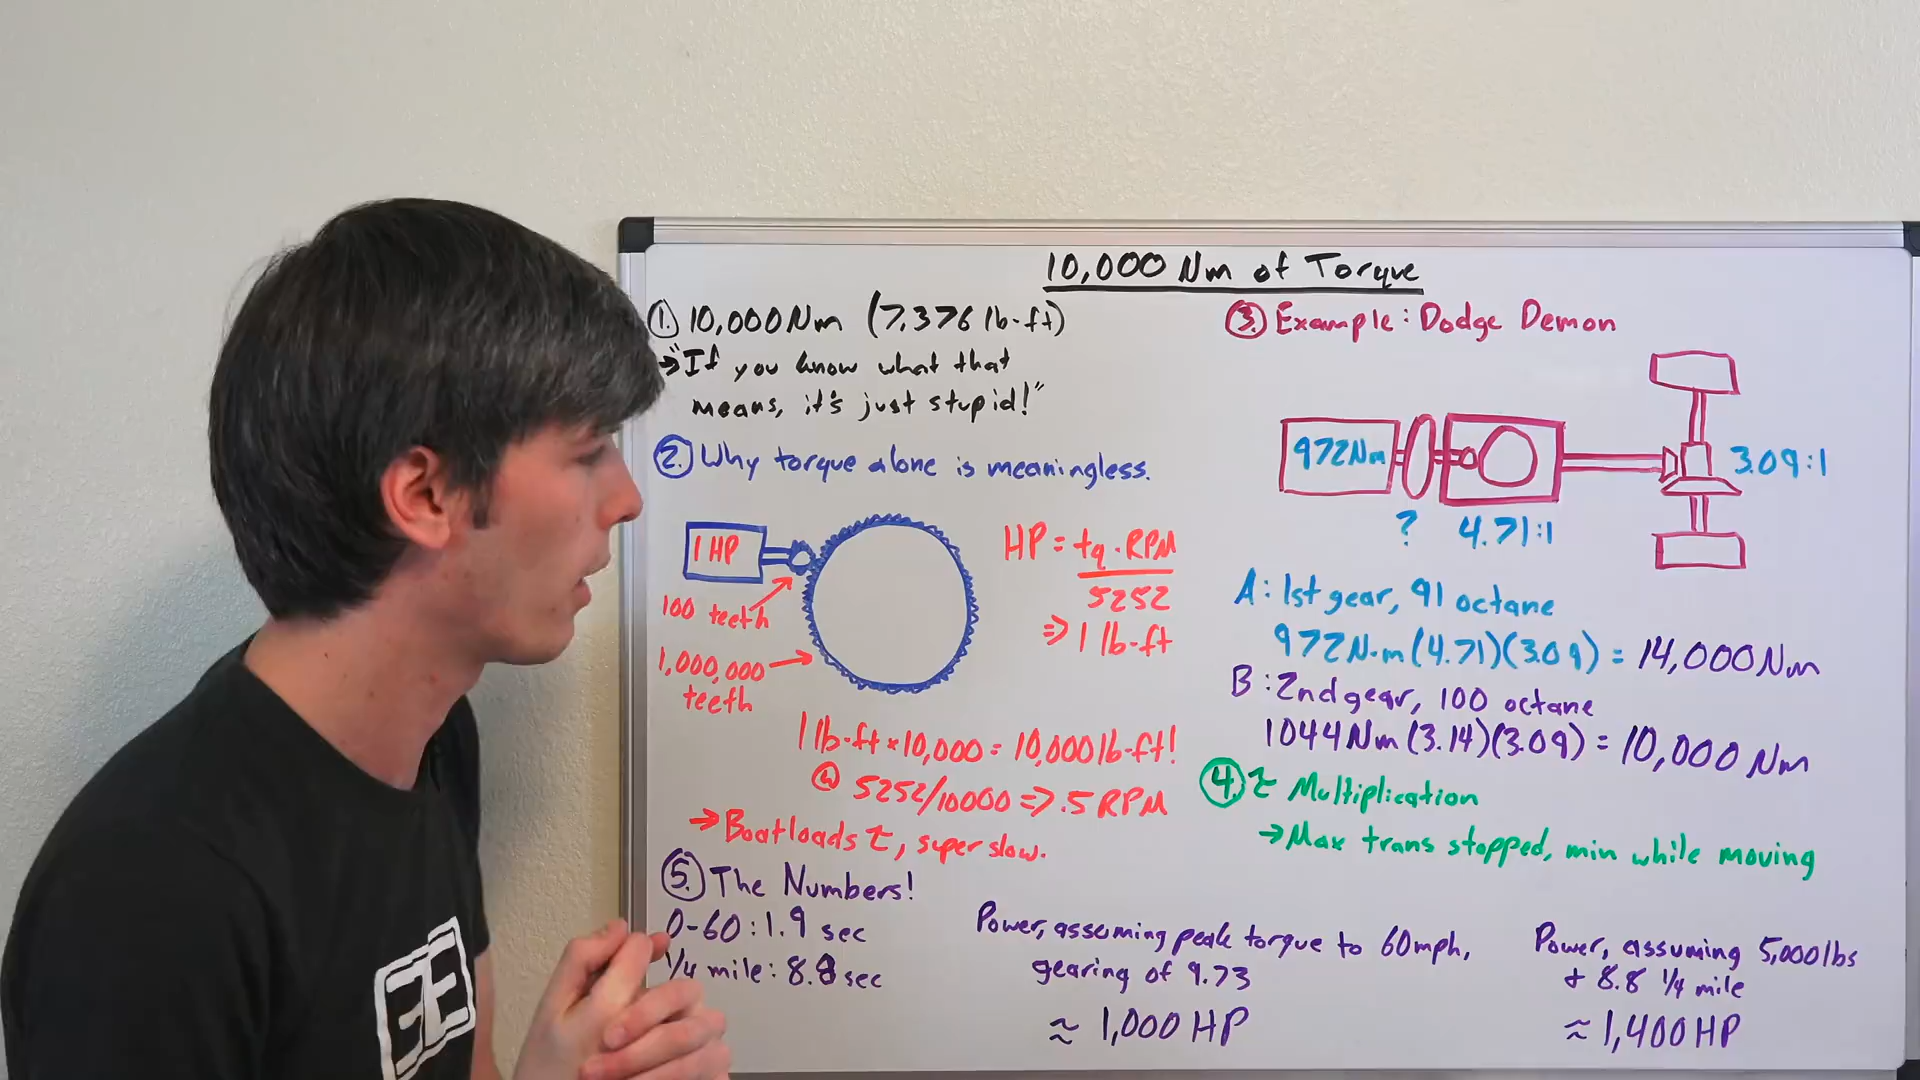 10,000 Nm of Torque
1. 10,000 Nm (7,376 lb-ft)
→ "If you know what that
means, it's just stupid!"
2. Why torque alone is meaningless.
1 HP
100 teeth
1,000,000
teeth
HP = tq · RPM
5252
⇒ 1 lb-ft
1 lb-ft × 10,000 = 10,000 lb-ft!
@ 5252/10000 => .5 RPM
→ Boatloads τ, super slow.
3. Example: Dodge Demon
972Nm
?
4.71:1
3.09:1
A: 1st gear, 91 octane
972N·m (4.71)(3.09) = 14,000 Nm
B: 2nd gear, 100 octane
1044 Nm (3.14)(3.09) = 10,000 Nm
4. τ Multiplication
→ Max trans stopped, min while moving
5. The Numbers!
0-60: 1.9 sec
1/4 mile: 8.8 sec
Power, assuming peak torque to 60mph,
gearing of 9.73
≈ 1,000 HP
Power, assuming 5,000 lbs
+ 8.8 1/4 mile
≈ 1,400 HP
EE